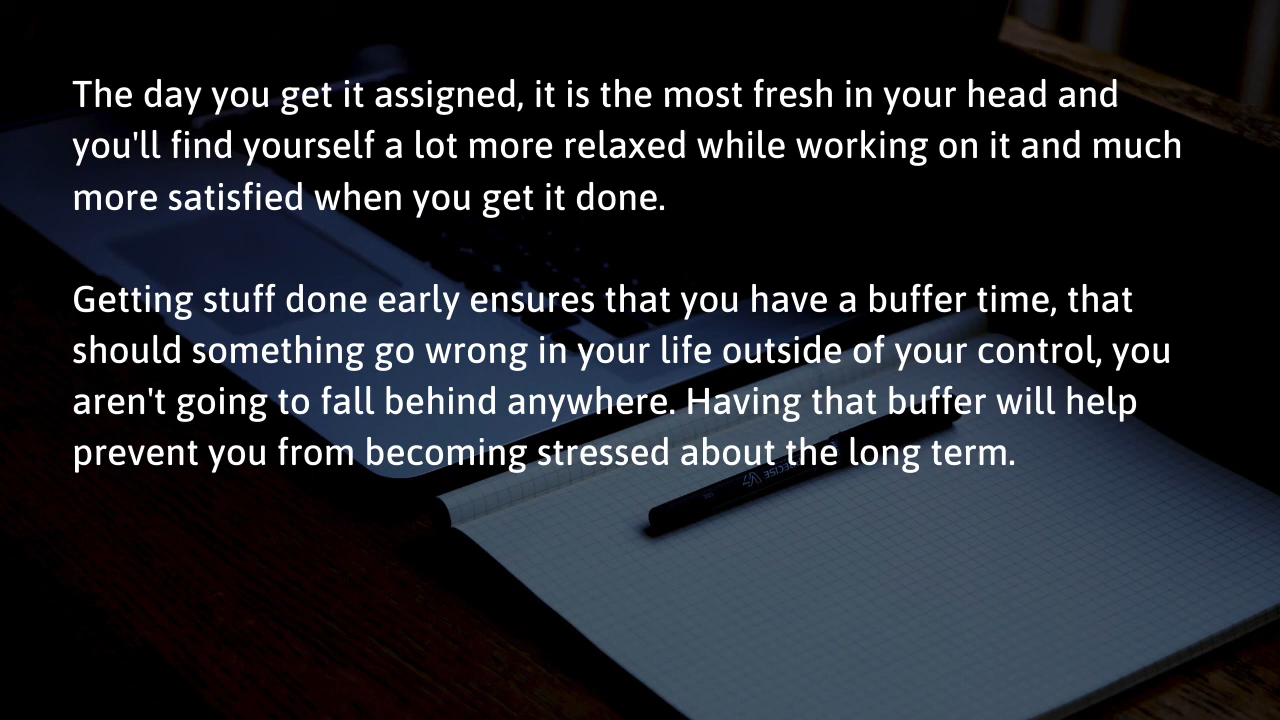 The day you get it assigned, it is the most fresh in your head and
you'll find yourself a lot more relaxed while working on it and much
more satisfied when you get it done.
Getting stuff done early ensures that you have a buffer time, that
should something go wrong in your life outside of your control, you
aren't going to fall behind anywhere. Having that buffer will help
prevent you from becoming stressed about the long term.